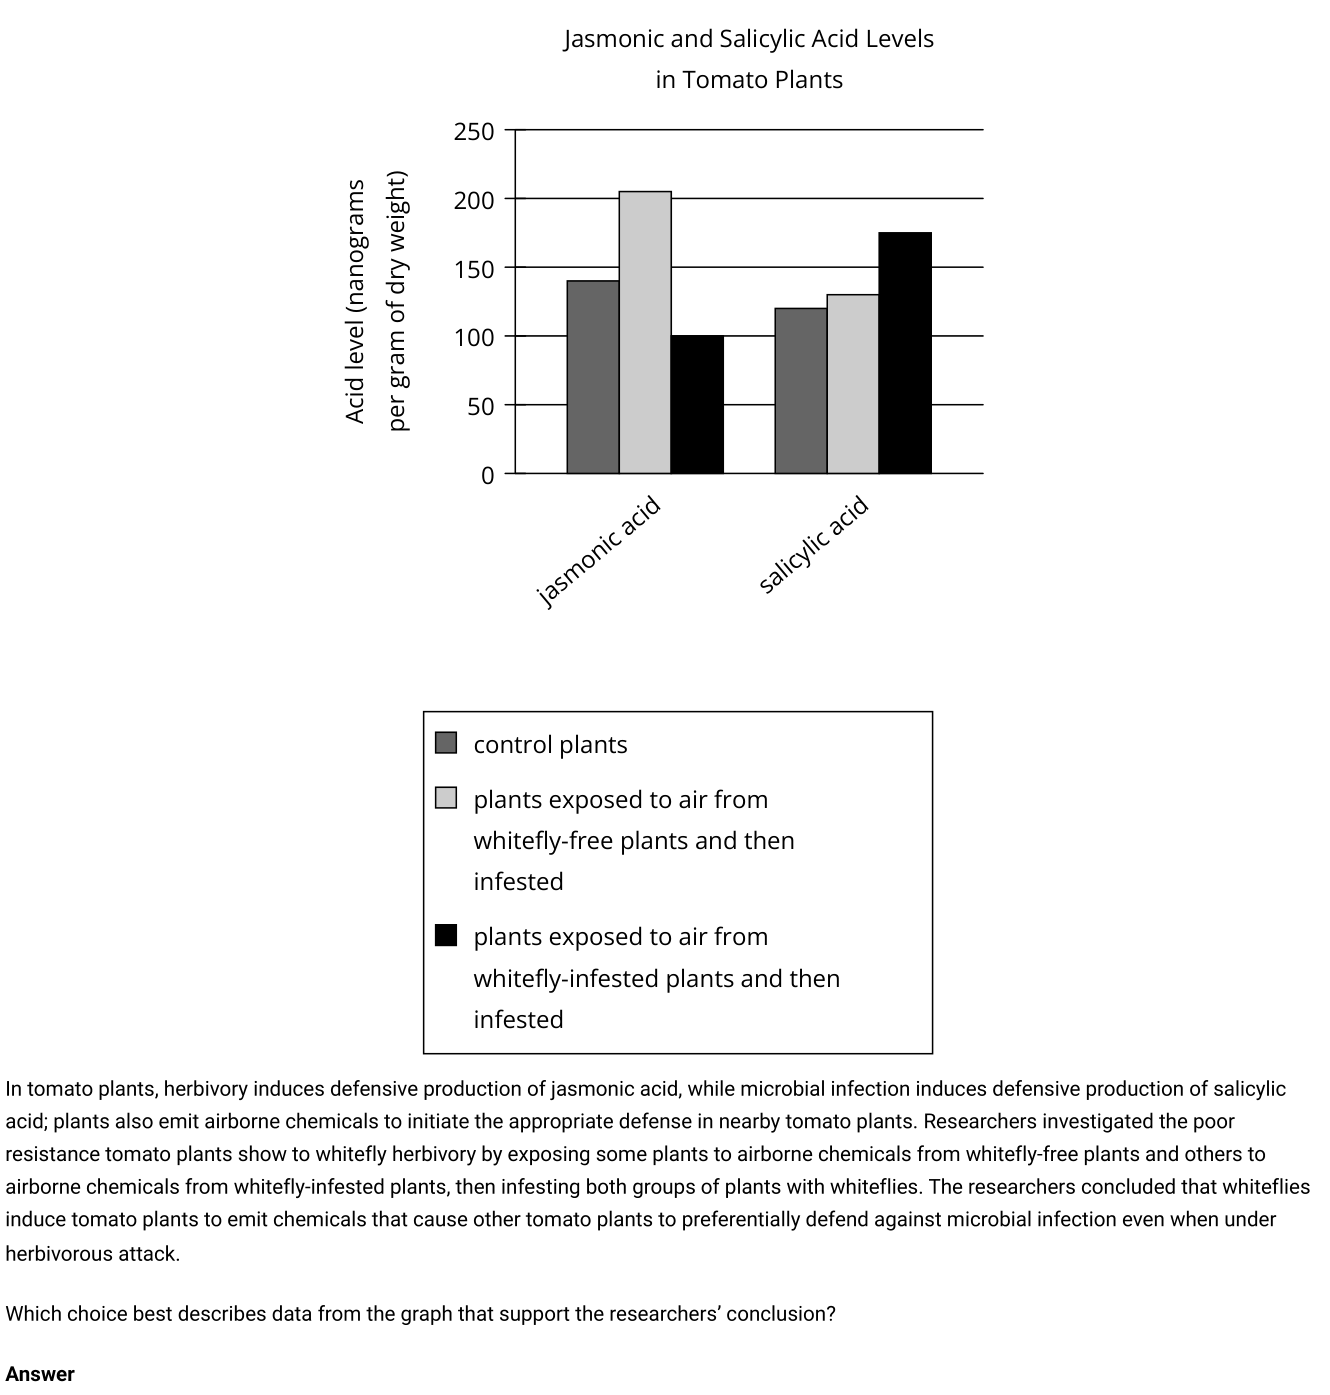 Jasmonic and Salicylic Acid Levels
in Tomato Plants
Acid level (nanograms
per gram of dry weight)
250
200
150
100
50
0
jasmonic acid
salicylic acid
control plants
plants exposed to air from
whitefly-free plants and then
infested
plants exposed to air from
whitefly-infested plants and then
infested
In tomato plants, herbivory induces defensive production of jasmonic acid, while microbial infection induces defensive production of salicylic
acid; plants also emit airborne chemicals to initiate the appropriate defense in nearby tomato plants. Researchers investigated the poor
resistance tomato plants show to whitefly herbivory by exposing some plants to airborne chemicals from whitefly-free plants and others to
airborne chemicals from whitefly-infested plants, then infesting both groups of plants with whiteflies. The researchers concluded that whiteflies
induce tomato plants to emit chemicals that cause other tomato plants to preferentially defend against microbial infection even when under
herbivorous attack.
Which choice best describes data from the graph that support the researchers’ conclusion?
Answer